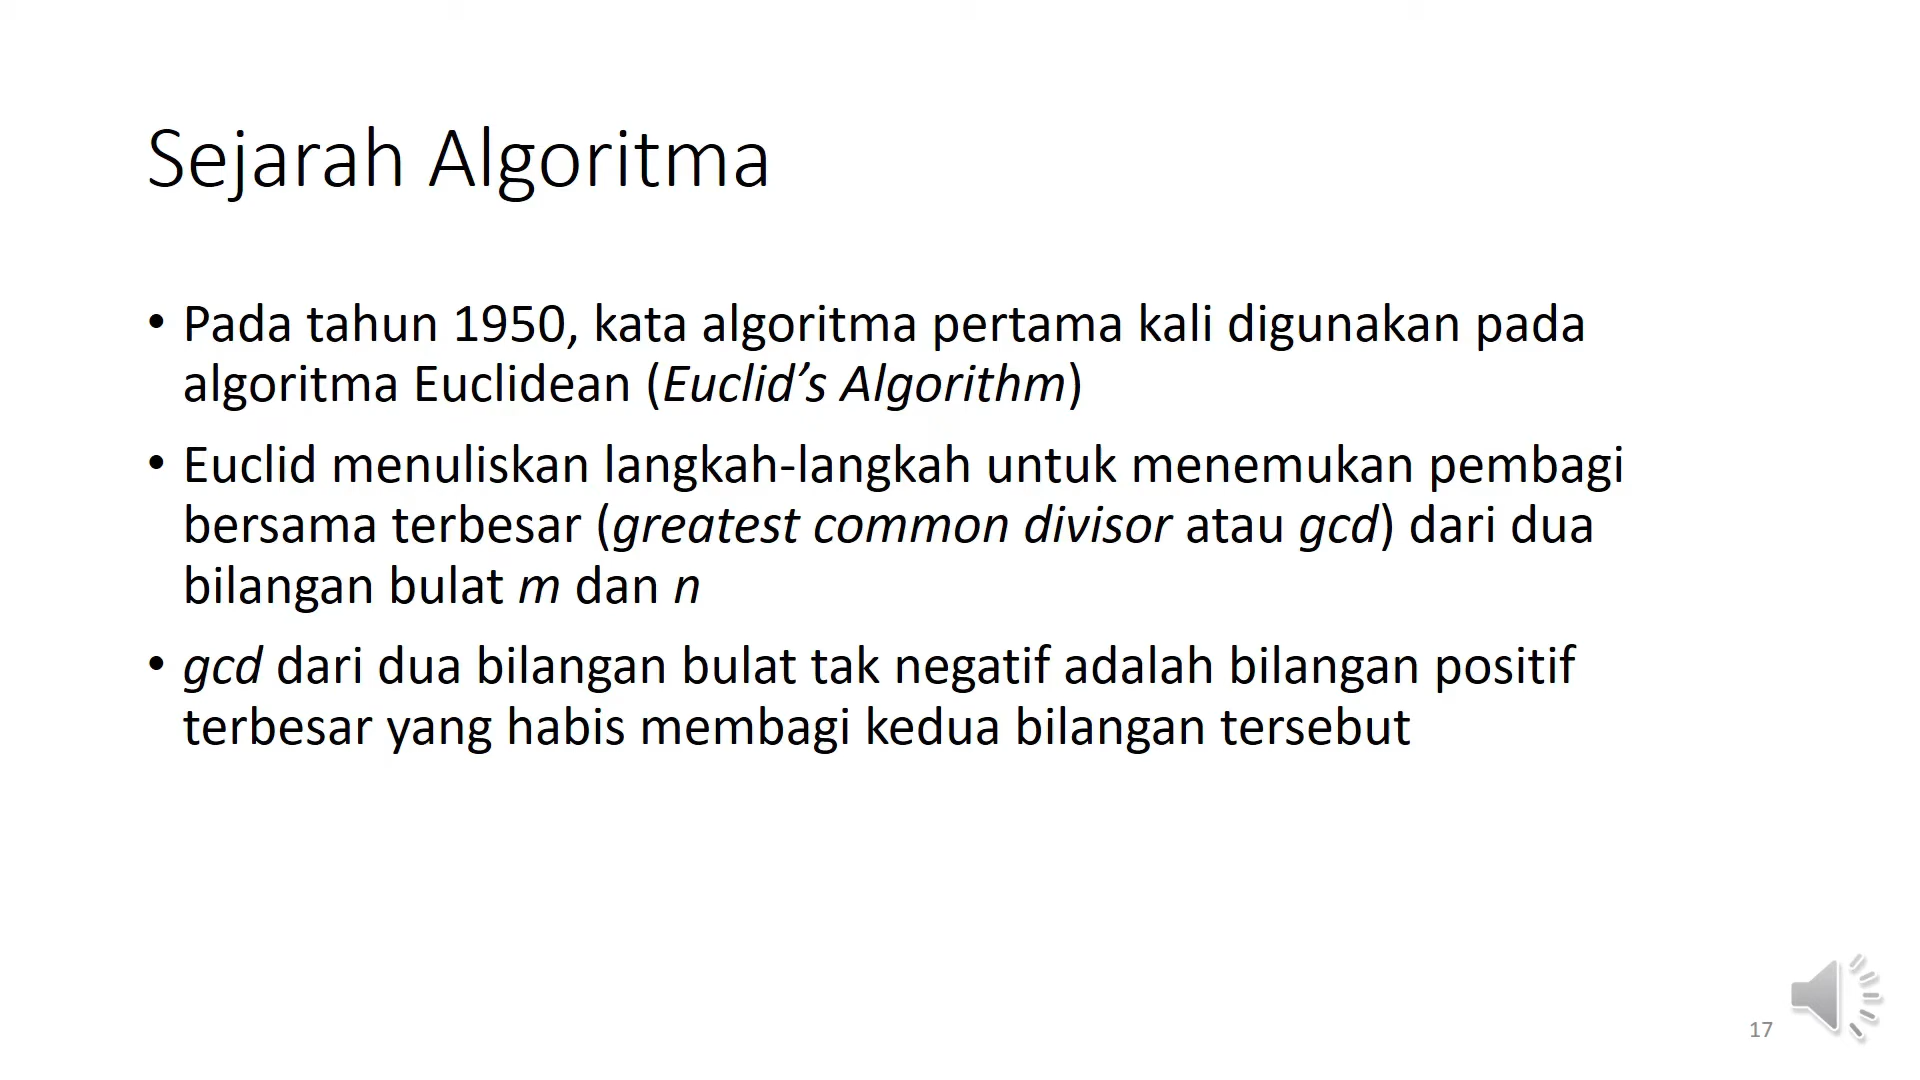 Sejarah Algoritma
• Pada tahun 1950, kata algoritma pertama kali digunakan pada
algoritma Euclidean (Euclid’s Algorithm)
• Euclid menuliskan langkah-langkah untuk menemukan pembagi
bersama terbesar (greatest common divisor atau gcd) dari dua
bilangan bulat m dan n
• gcd dari dua bilangan bulat tak negatif adalah bilangan positif
terbesar yang habis membagi kedua bilangan tersebut
17